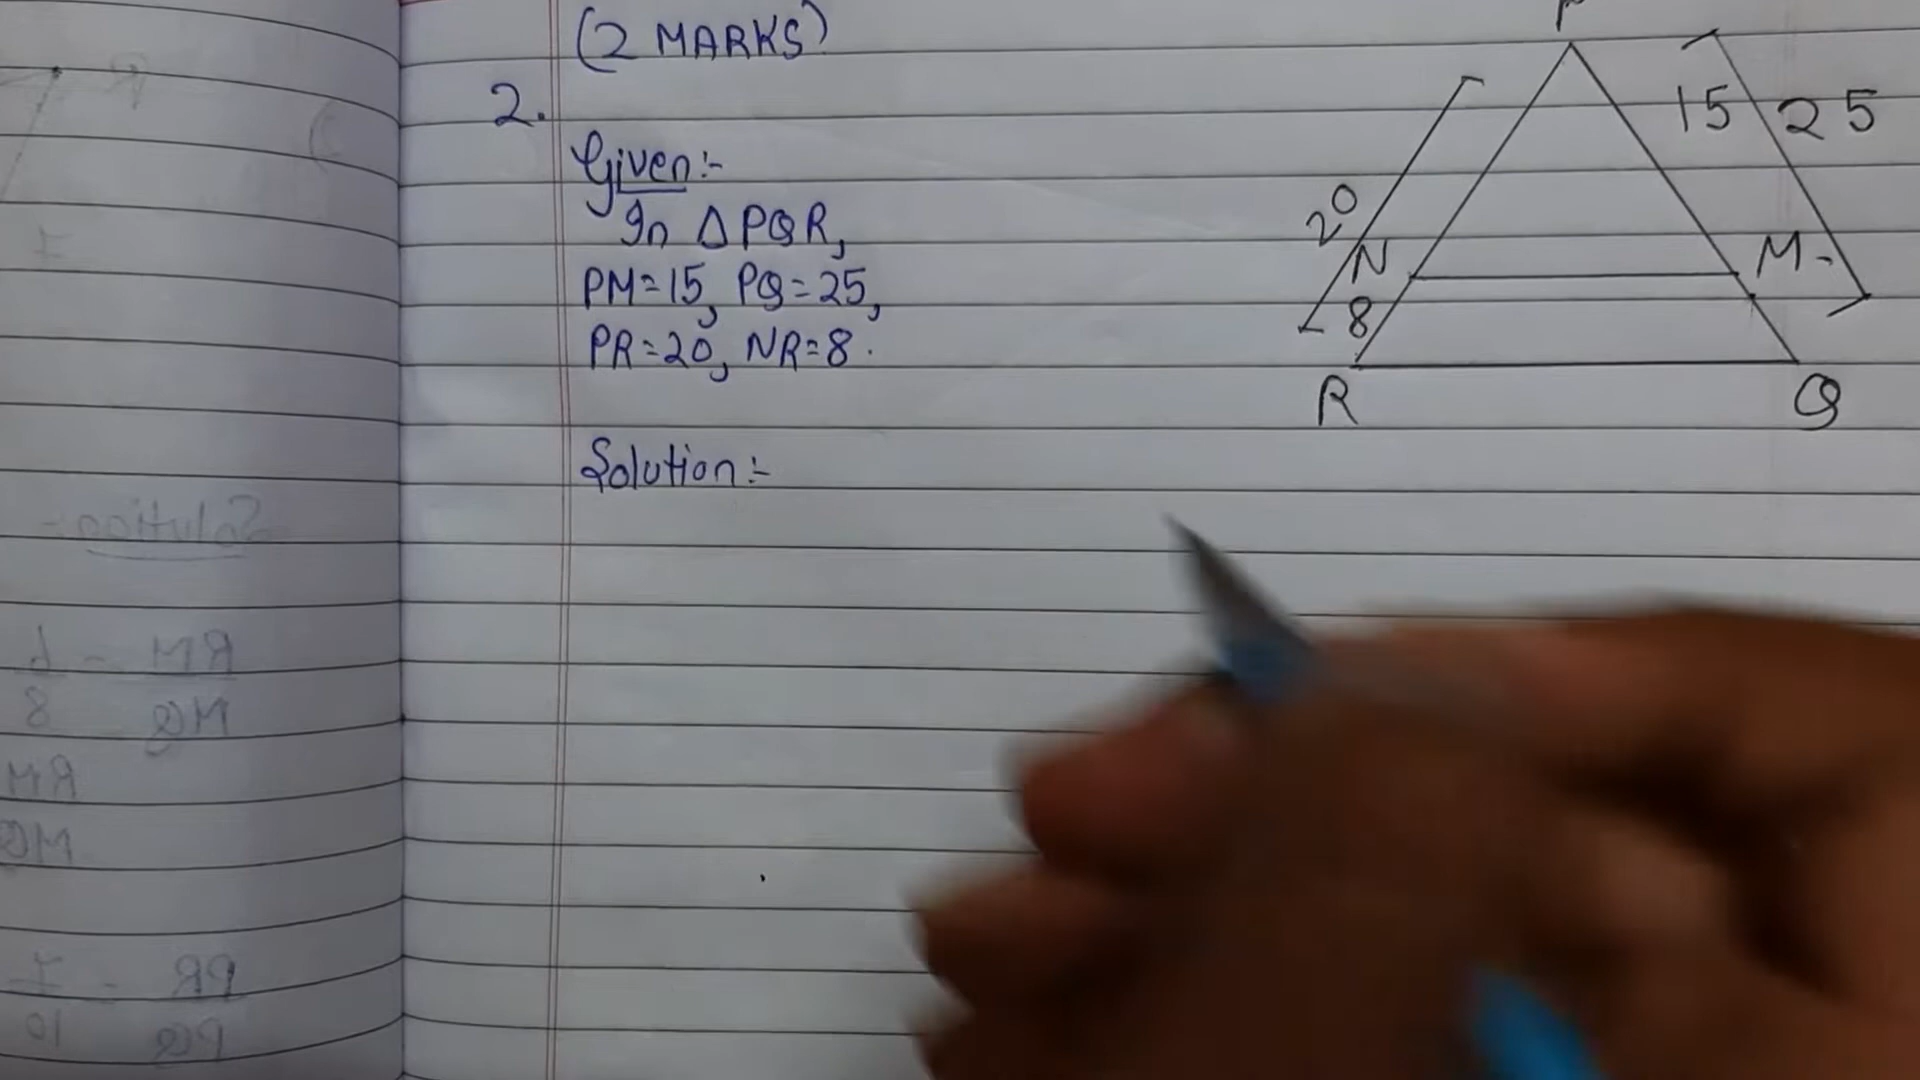 (2 MARKS)
2.
Given:-
In △PQR,
PM=15, PQ=25,
PR=20, NR=8.
Solution:-
P
15 25
20
N M
8
R Q